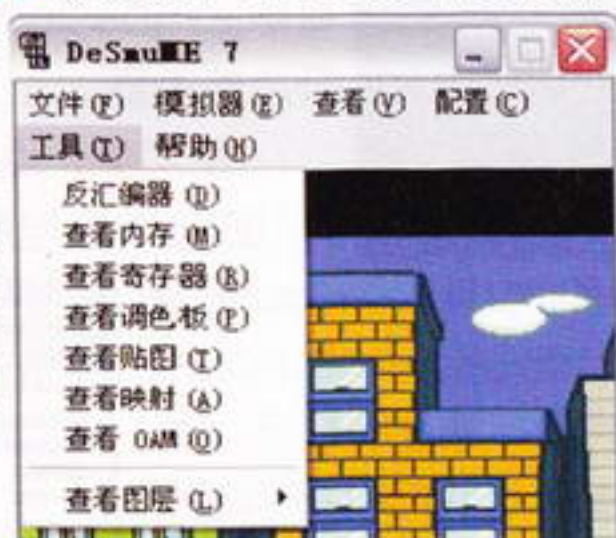 DeSmuME 7
文件(F) 模拟器(E) 查看(V) 配置(C)
工具(T) 帮助(H)
反汇编器 (D)
查看内存 (M)
查看寄存器 (R)
查看调色板 (P)
查看贴图 (T)
查看映射 (A)
查看 OAM (O)
查看图层 (L)